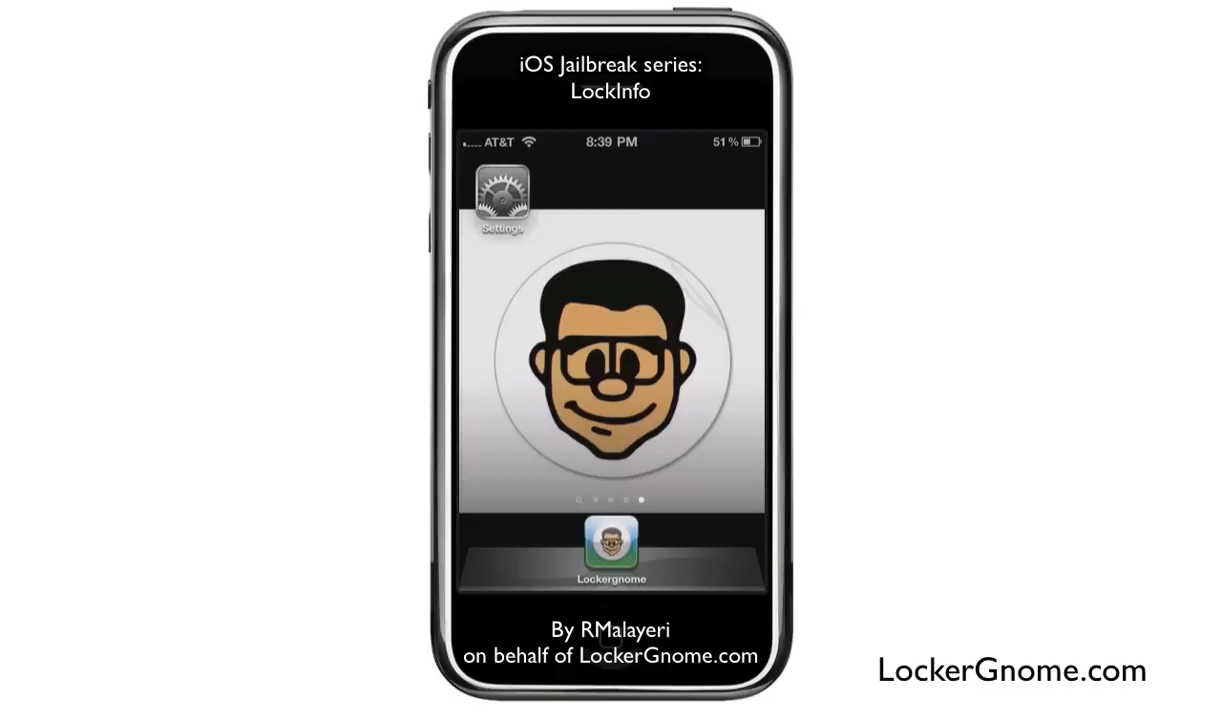 iOS Jailbreak series:
LockInfo
AT&T 8:39 PM 51%
Settings
Lockergnome
By RMalayeri
on behalf of LockerGnome.com
LockerGnome.com